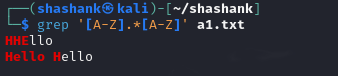 ┌──(shashank㉿kali)-[~/shashank]
└─$ grep '[A-Z].*[A-Z]' a1.txt
HHEllo
Hello Hello